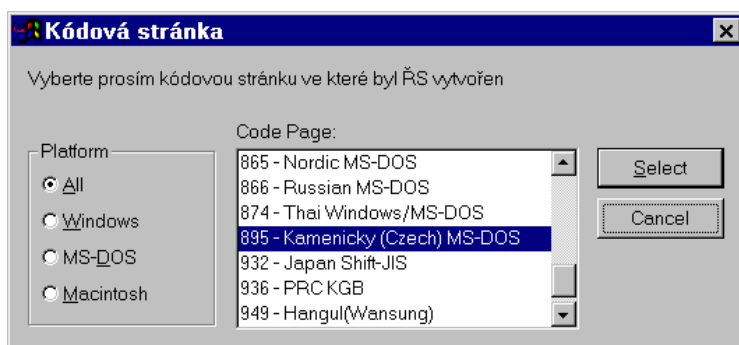 Kódová stránka
Vyberte prosím kódovou stránku ve které byl ŘS vytvořen
Platform
All
Windows
MS-DOS
Macintosh
Code Page:
865 - Nordic MS-DOS
866 - Russian MS-DOS
874 - Thai Windows/MS-DOS
895 - Kamenicky (Czech) MS-DOS
932 - Japan Shift-JIS
936 - PRC KGB
949 - Hangul(Wansung)
Select
Cancel